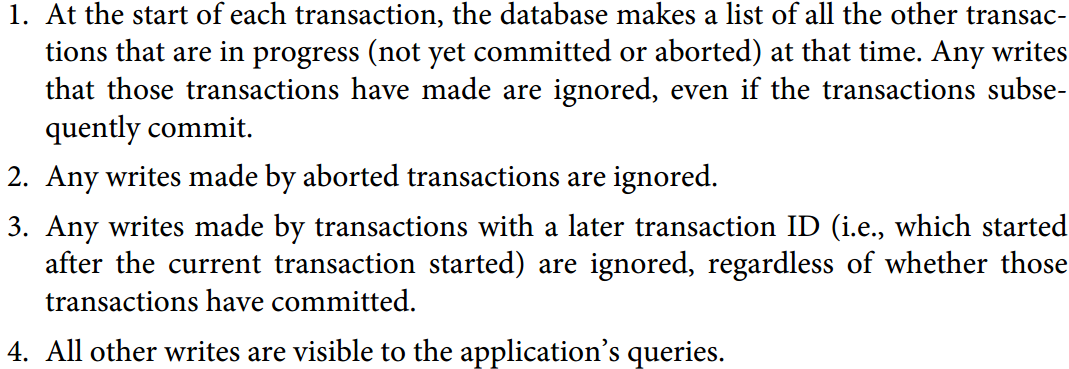 1. At the start of each transaction, the database makes a list of all the other transac-
tions that are in progress (not yet committed or aborted) at that time. Any writes
that those transactions have made are ignored, even if the transactions subse-
quently commit.
2. Any writes made by aborted transactions are ignored.
3. Any writes made by transactions with a later transaction ID (i.e., which started
after the current transaction started) are ignored, regardless of whether those
transactions have committed.
4. All other writes are visible to the application's queries.